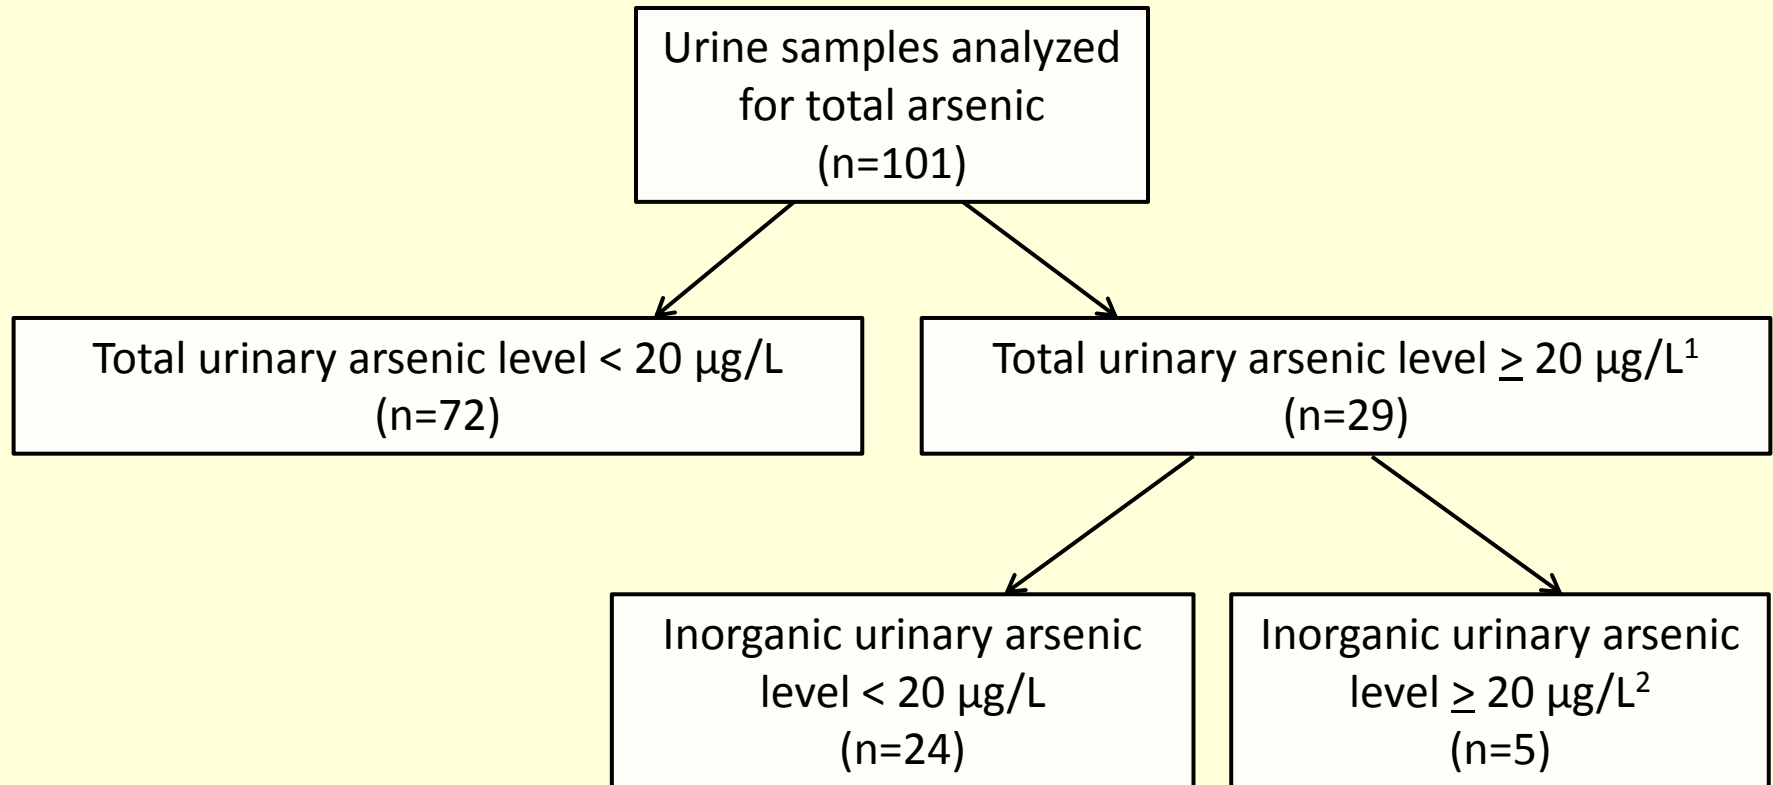 Urine samples analyzed
for total arsenic
(n=101)
Total urinary arsenic level < 20 µg/L
(n=72)
Total urinary arsenic level ≥ 20 µg/L¹
(n=29)
Inorganic urinary arsenic
level < 20 µg/L
(n=24)
Inorganic urinary arsenic
level ≥ 20 µg/L²
(n=5)